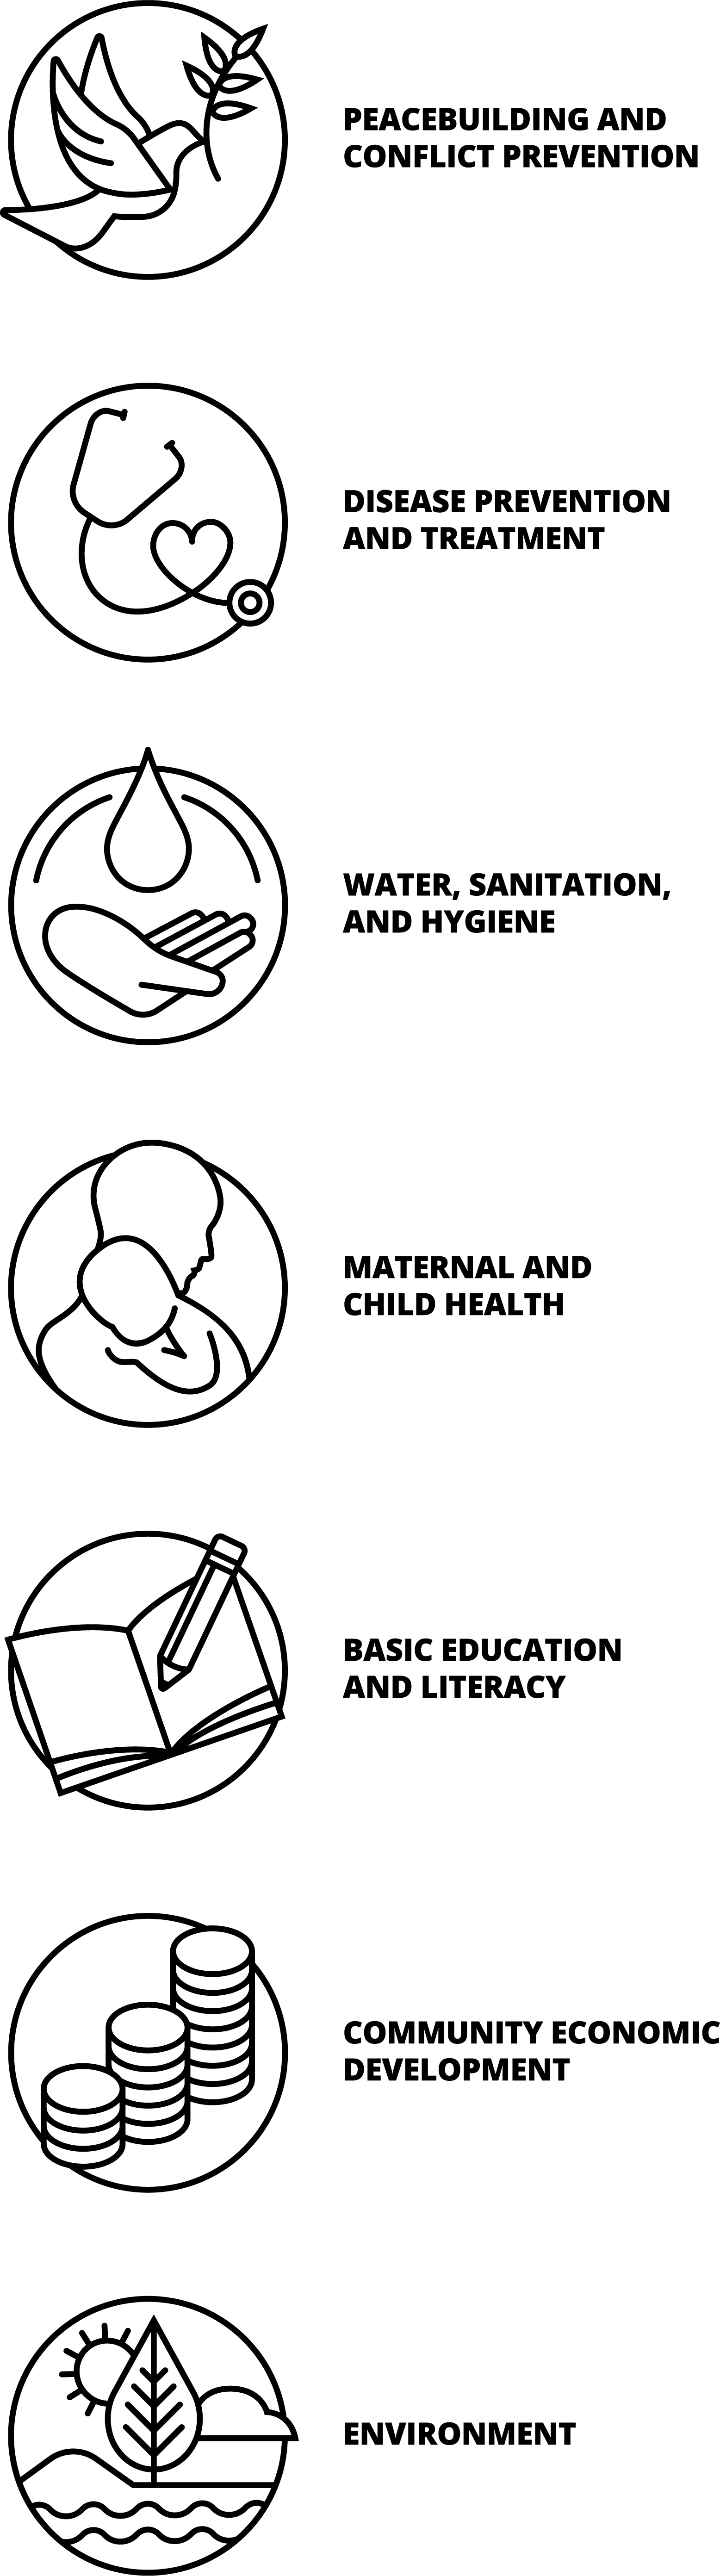 PEACEBUILDING AND
CONFLICT PREVENTION
DISEASE PREVENTION
AND TREATMENT
WATER, SANITATION,
AND HYGIENE
MATERNAL AND
CHILD HEALTH
BASIC EDUCATION
AND LITERACY
COMMUNITY ECONOMIC
DEVELOPMENT
ENVIRONMENT